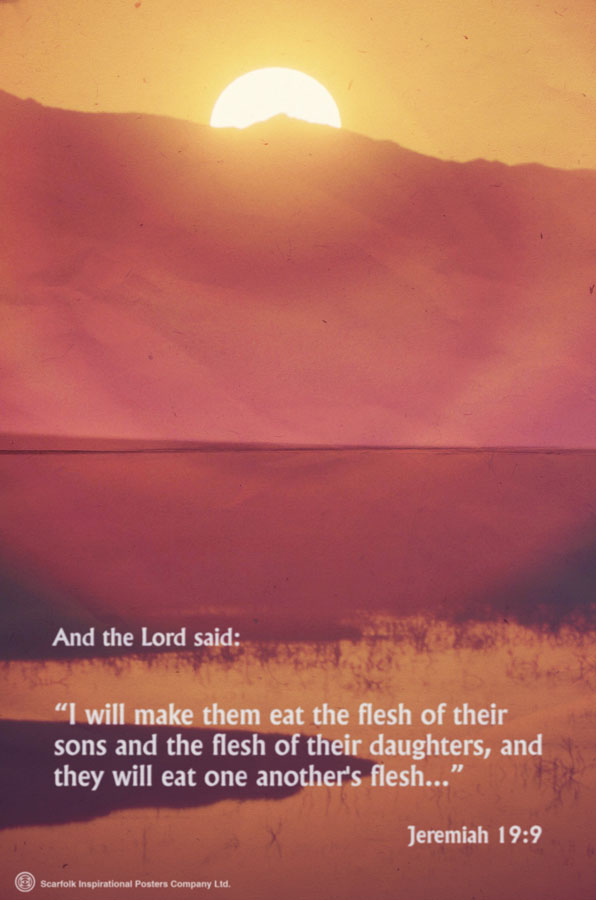 And the Lord said:
“I will make them eat the flesh of their
sons and the flesh of their daughters, and
they will eat one another's flesh...”
Jeremiah 19:9
Scarfolk Inspirational Posters Company Ltd.